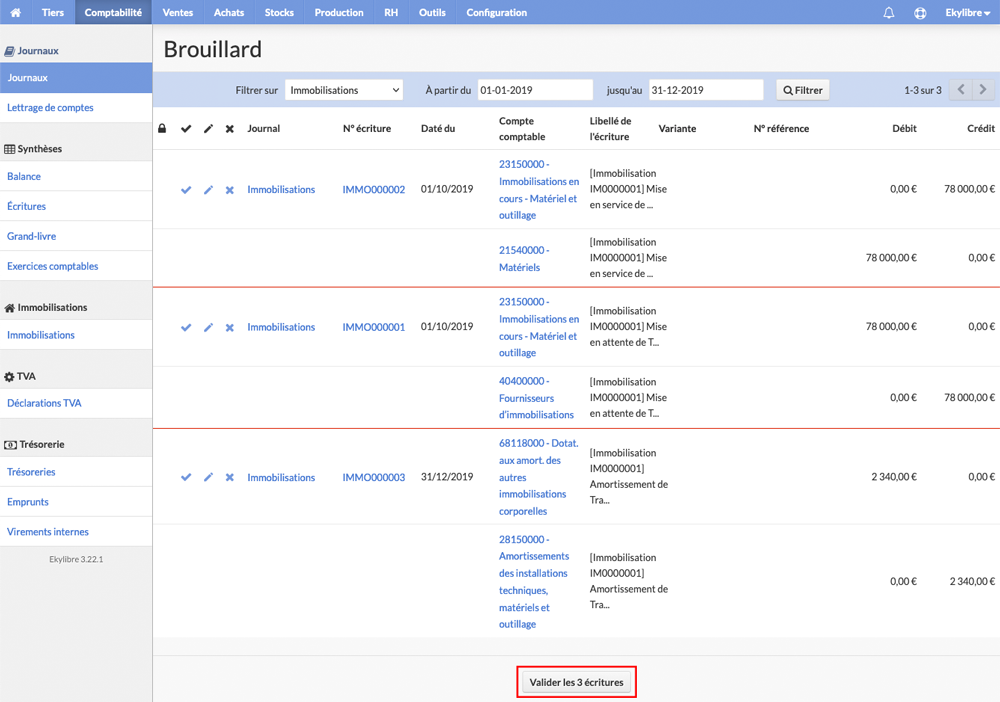 Tiers Comptabilité Ventes Achats Stocks Production RH Outils Configuration Ekylibre
Journaux
Journaux
Lettrage de comptes
Synthèses
Balance
Écritures
Grand-livre
Exercices comptables
Immobilisations
Immobilisations
TVA
Déclarations TVA
Trésorerie
Trésoreries
Emprunts
Virements internes
Ekylibre 3.22.1
Brouillard
Filtrer sur Immobilisations À partir du 01-01-2019 jusqu'au 31-12-2019 Filtrer 1-3 sur 3
Journal N° écriture Daté du Compte comptable Libellé de l'écriture Variante N° référence Débit Crédit
Immobilisations IMMO000002 01/10/2019
23150000 -
Immobilisations en
cours - Matériel et
outillage
[Immobilisation
IM0000001] Mise
en service de ...
0,00 € 78 000,00 €
21540000 -
Matériels
[Immobilisation
IM0000001] Mise
en service de ...
78 000,00 € 0,00 €
Immobilisations IMMO000001 01/10/2019
23150000 -
Immobilisations en
cours - Matériel et
outillage
[Immobilisation
IM0000001] Mise
en attente de T...
78 000,00 € 0,00 €
40400000 -
Fournisseurs
d'immobilisations
[Immobilisation
IM0000001] Mise
en attente de T...
0,00 € 78 000,00 €
Immobilisations IMMO000003 31/12/2019
68118000 - Dotat.
aux amort. des
autres
immobilisations
corporelles
[Immobilisation
IM0000001]
Amortissement de
Tra...
2 340,00 € 0,00 €
28150000 -
Amortissements
des installations
techniques,
matériels et
outillage
[Immobilisation
IM0000001]
Amortissement de
Tra...
0,00 € 2 340,00 €
Valider les 3 écritures